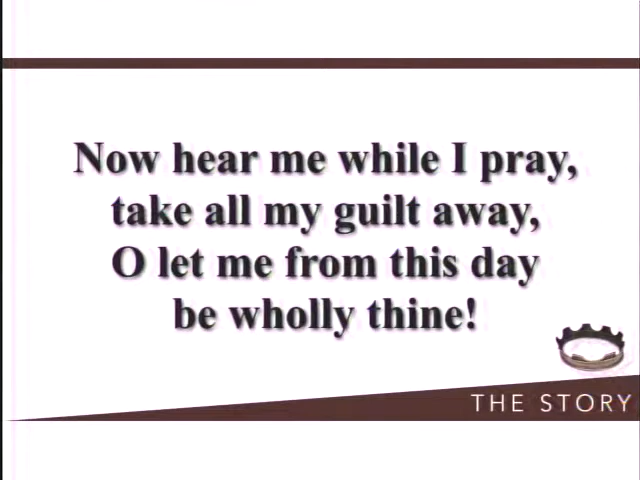 Now hear me while I pray,
take all my guilt away,
O let me from this day
be wholly thine!
THE STORY